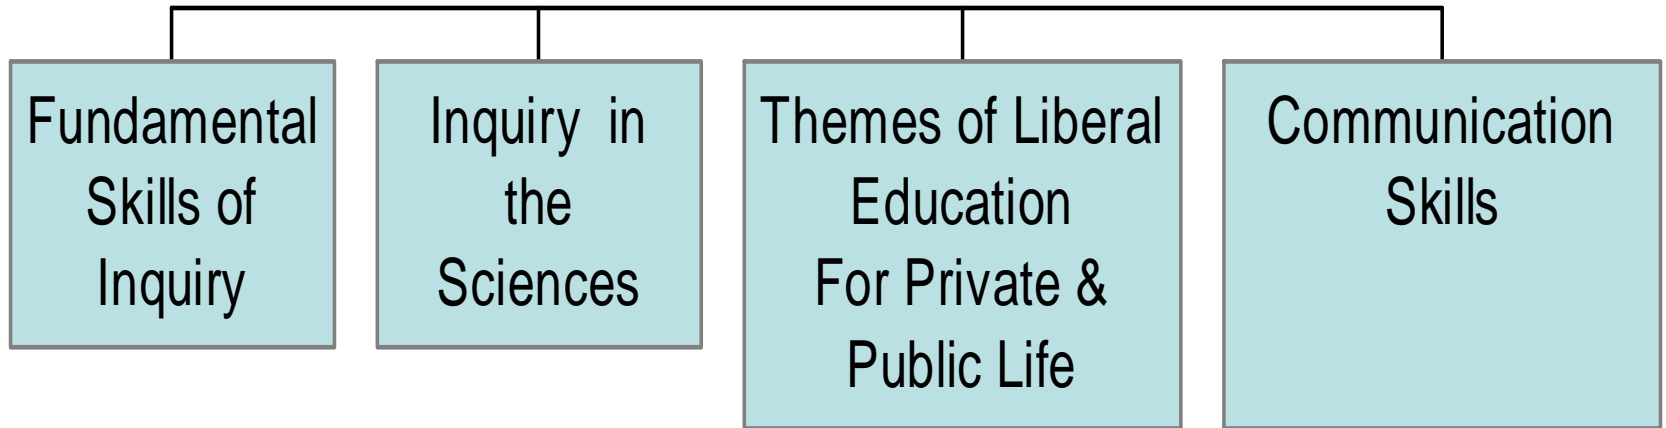 Fundamental
Skills of
Inquiry
Inquiry in
the
Sciences
Themes of Liberal
Education
For Private &
Public Life
Communication
Skills